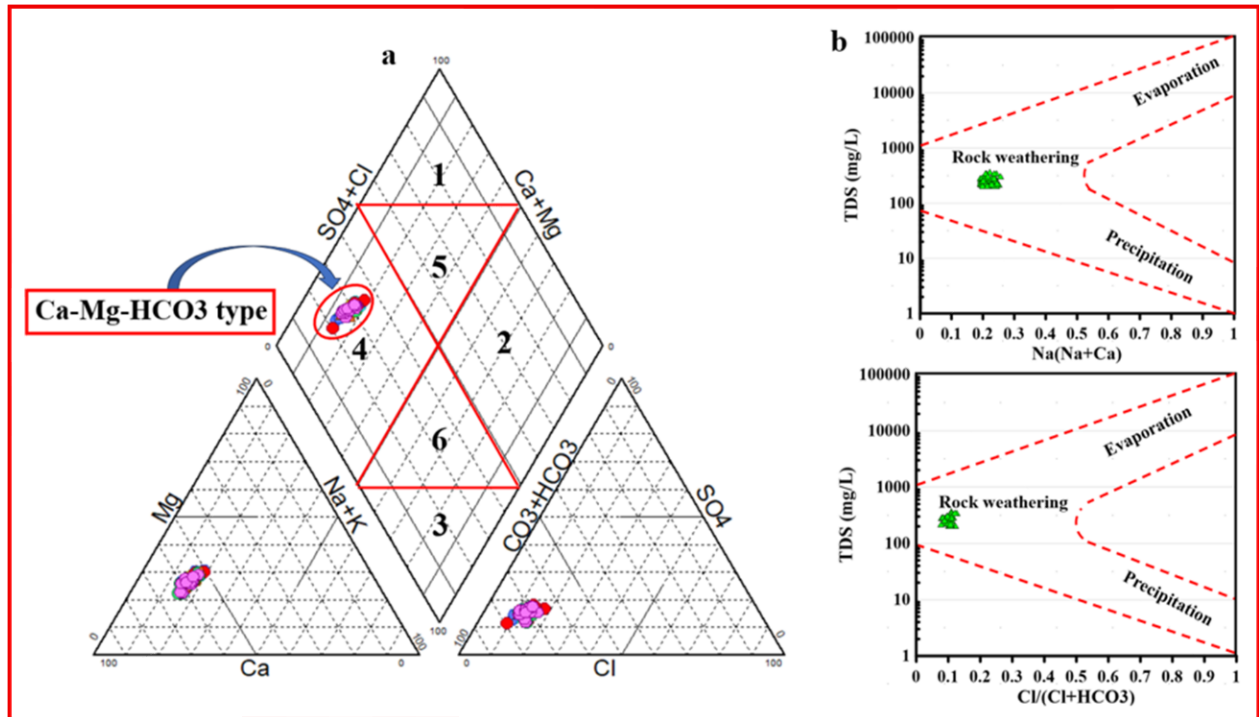 a
100
SO4+Cl
Ca+Mg
1
5
2
4
6
3
0
0
100
Ca-Mg-HCO3 type
100
0
Mg
Na+K
0
100
100
0
Ca
100
0
CO3+HCO3
SO4
100
0
0
100
Cl
b
TDS (mg/L)
100000
10000
1000
100
10
1
Evaporation
Rock weathering
Precipitation
0 0.1 0.2 0.3 0.4 0.5 0.6 0.7 0.8 0.9 1
Na(Na+Ca)
TDS (mg/L)
100000
10000
1000
100
10
1
Evaporation
Rock weathering
Precipitation
0 0.1 0.2 0.3 0.4 0.5 0.6 0.7 0.8 0.9 1
Cl/(Cl+HCO3)